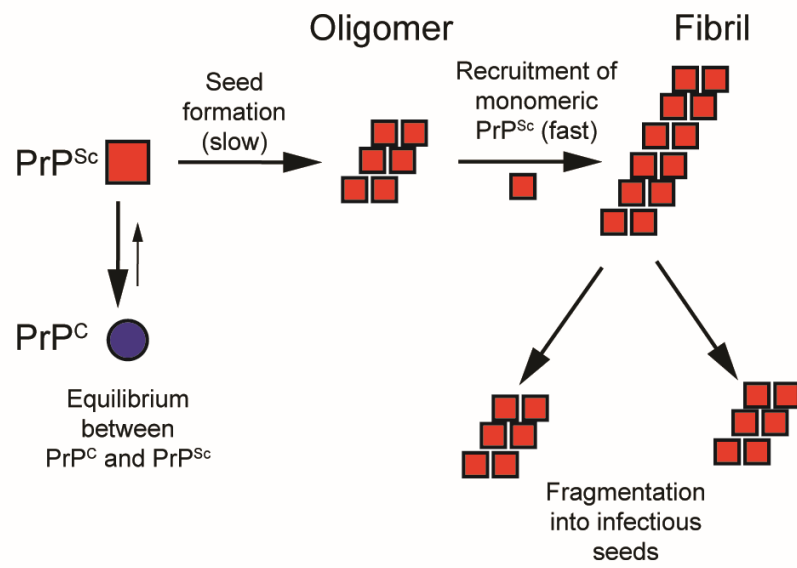 Oligomer
Fibril
Seed
formation
(slow)
Recruitment of
monomeric
PrPSc (fast)
PrPSc
PrPC
Equilibrium
between
PrPC and PrPSc
Fragmentation
into infectious
seeds